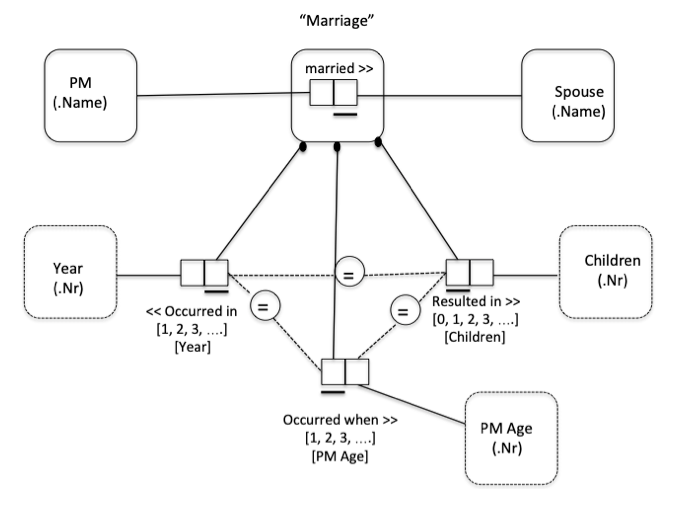 “Marriage”
married >>
PM
(.Name)
Spouse
(.Name)
Year
(.Nr)
Children
(.Nr)
=
=
=
<< Occurred in
[1, 2, 3, ....]
[Year]
Resulted in >>
[0, 1, 2, 3, ....]
[Children]
Occurred when >>
[1, 2, 3, ....]
[PM Age]
PM Age
(.Nr)